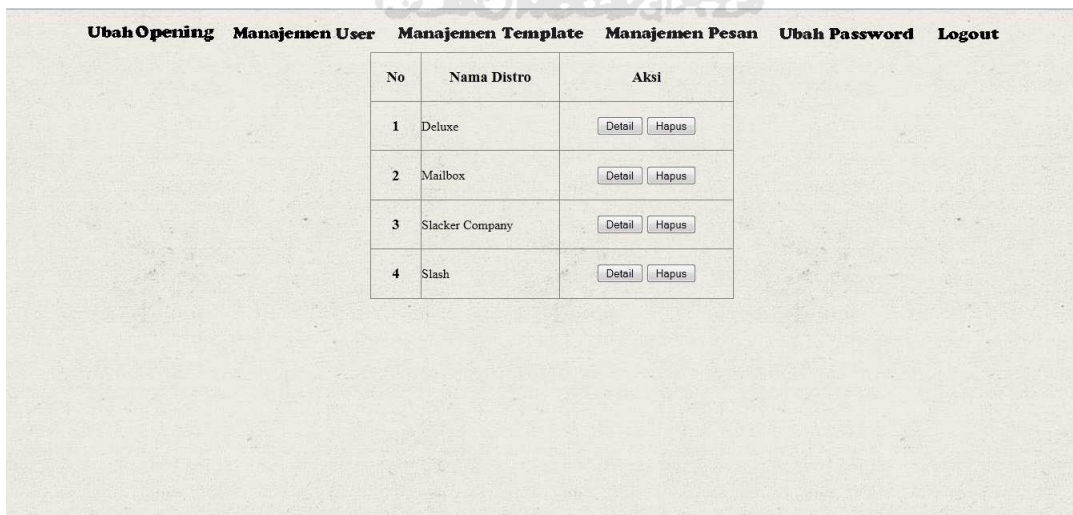 Ubah Opening Manajemen User Manajemen Template Manajemen Pesan Ubah Password Logout
No Nama Distro Aksi
1 Deluxe Detail Hapus
2 Mailbox Detail Hapus
3 Slacker Company Detail Hapus
4 Slash Detail Hapus